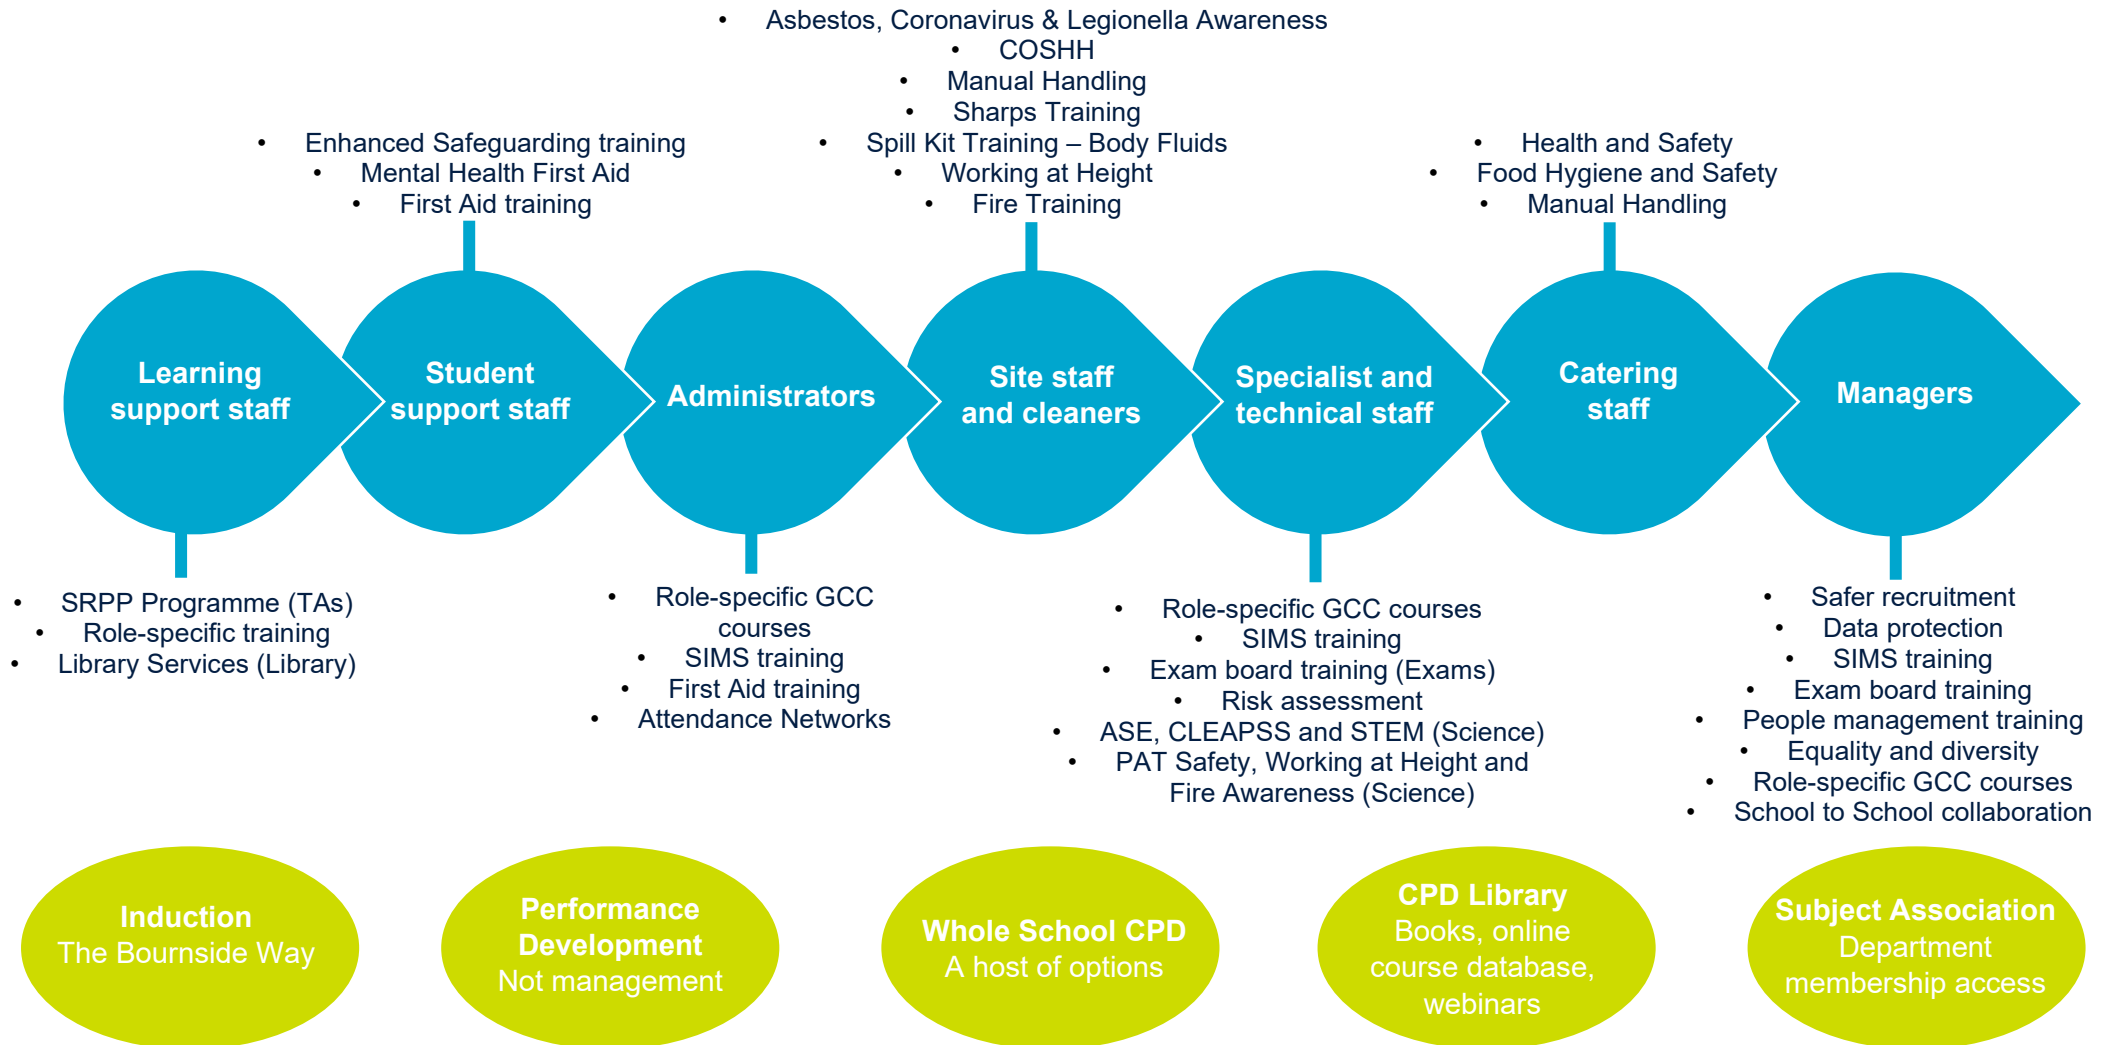 • Asbestos, Coronavirus & Legionella Awareness
• COSHH
• Manual Handling
• Sharps Training
• Spill Kit Training – Body Fluids
• Working at Height
• Fire Training
• Enhanced Safeguarding training
• Mental Health First Aid
• First Aid training
• Health and Safety
• Food Hygiene and Safety
• Manual Handling
Learning
support staff
Student
support staff
Administrators
Site staff
and cleaners
Specialist and
technical staff
Catering
staff
Managers
• SRPP Programme (TAs)
• Role-specific training
• Library Services (Library)
• Role-specific GCC
courses
• SIMS training
• First Aid training
• Attendance Networks
• Role-specific GCC courses
• SIMS training
• Exam board training (Exams)
• Risk assessment
• ASE, CLEAPSS and STEM (Science)
• PAT Safety, Working at Height and
Fire Awareness (Science)
• Safer recruitment
• Data protection
• SIMS training
• Exam board training
• People management training
• Equality and diversity
• Role-specific GCC courses
• School to School collaboration
Induction
The Bournside Way
Performance
Development
Not management
Whole School CPD
A host of options
CPD Library
Books, online
course database,
webinars
Subject Association
Department
membership access